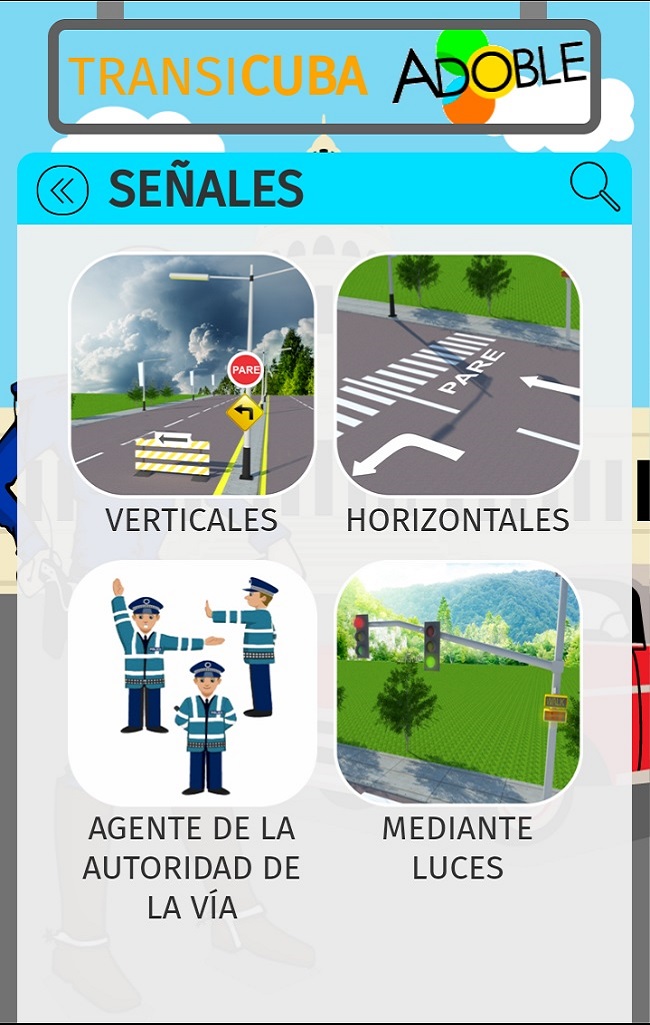 TRANSICUBA ADOBLE
SEÑALES
PARE
PARE
VERTICALES
HORIZONTALES
AGENTE DE LA
AUTORIDAD DE
LA VÍA
MEDIANTE
LUCES